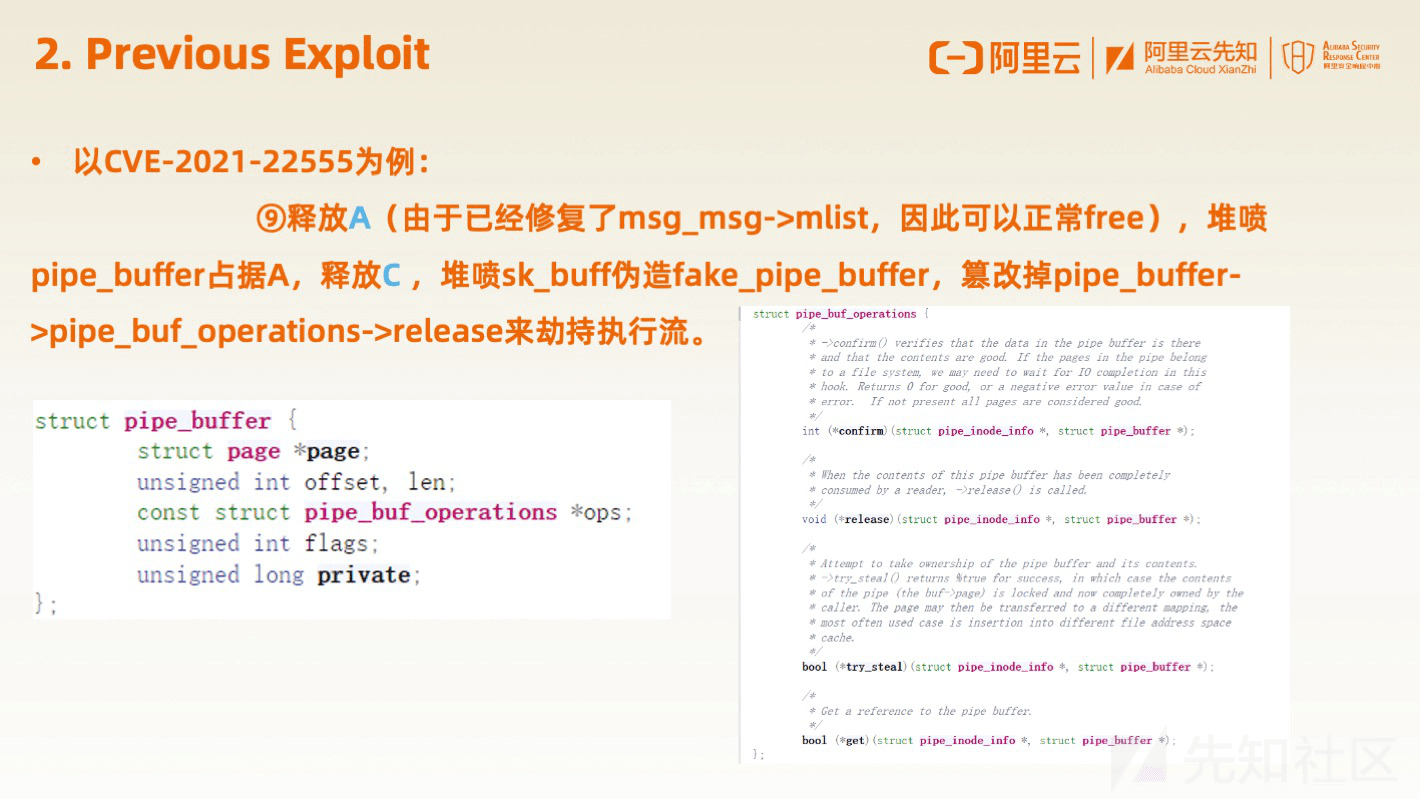 2. Previous Exploit
阿里云
阿里云先知
Alibaba Cloud XianZhi
ALIBABA SECURITY
RESPONSE CENTER
阿里安全响应中心
• 以CVE-2021-22555为例：
⑨释放A（由于已经修复了msg_msg->mlist，因此可以正常free），堆喷
pipe_buffer占据A，释放C ，堆喷sk_buff伪造fake_pipe_buffer，篡改掉pipe_buffer-
>pipe_buf_operations->release来劫持执行流。
struct pipe_buffer {
struct page *page;
unsigned int offset, len;
const struct pipe_buf_operations *ops;
unsigned int flags;
unsigned long private;
};
struct pipe_buf_operations {
/*
* ->confirm() verifies that the data in the pipe buffer is there
* and that the contents are good. If the pages in the pipe belong
* to a file system, we may need to wait for IO completion in this
* hook. Returns 0 for good, or a negative error value in case of
* error.  If not present all pages are considered good.
*/
int (*confirm)(struct pipe_inode_info *, struct pipe_buffer *);
/*
* When the contents of this pipe buffer has been completely
* consumed by a reader, ->release() is called.
*/
void (*release)(struct pipe_inode_info *, struct pipe_buffer *);
/*
* Attempt to take ownership of the pipe buffer and its contents.
* ->try_steal() returns %true for success, in which case the contents
* of the pipe (the buf->page) is locked and now completely owned by the
* caller. The page may then be transferred to a different mapping, the
* most often used case is insertion into different file address space
* cache.
*/
bool (*try_steal)(struct pipe_inode_info *, struct pipe_buffer *);
/*
* Get a reference to the pipe buffer.
*/
bool (*get)(struct pipe_inode_info *, struct pipe_buffer *);
};
先知社区